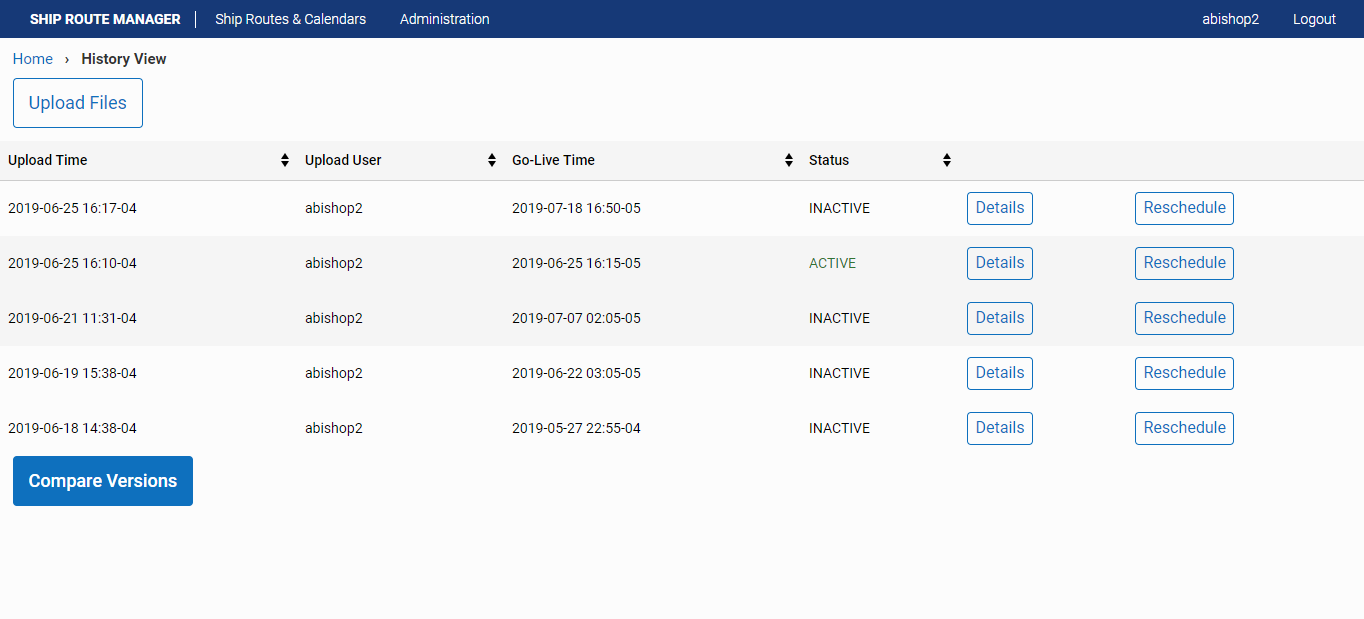 SHIP ROUTE MANAGER Ship Routes & Calendars Administration abishop2 Logout
Home › History View
Upload Files
Upload Time Upload User Go-Live Time Status
2019-06-25 16:17-04 abishop2 2019-07-18 16:50-05 INACTIVE Details Reschedule
2019-06-25 16:10-04 abishop2 2019-06-25 16:15-05 ACTIVE Details Reschedule
2019-06-21 11:31-04 abishop2 2019-07-07 02:05-05 INACTIVE Details Reschedule
2019-06-19 15:38-04 abishop2 2019-06-22 03:05-05 INACTIVE Details Reschedule
2019-06-18 14:38-04 abishop2 2019-05-27 22:55-04 INACTIVE Details Reschedule
Compare Versions